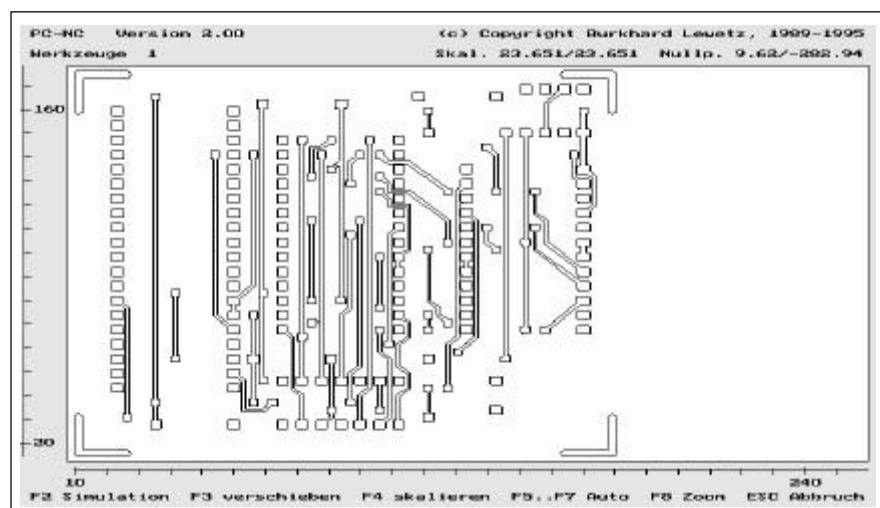 PC-NC Version 2.00 (c) Copyright Burkhard Lewetz, 1989-1995
Werkzeuge 1 Skal. 23.651/23.651 Nullp. 9.62/-282.94
160
20
10 240
F2 Simulation F3 verschieben F4 skalieren F5..F7 Auto F8 Zoom ESC Abbruch